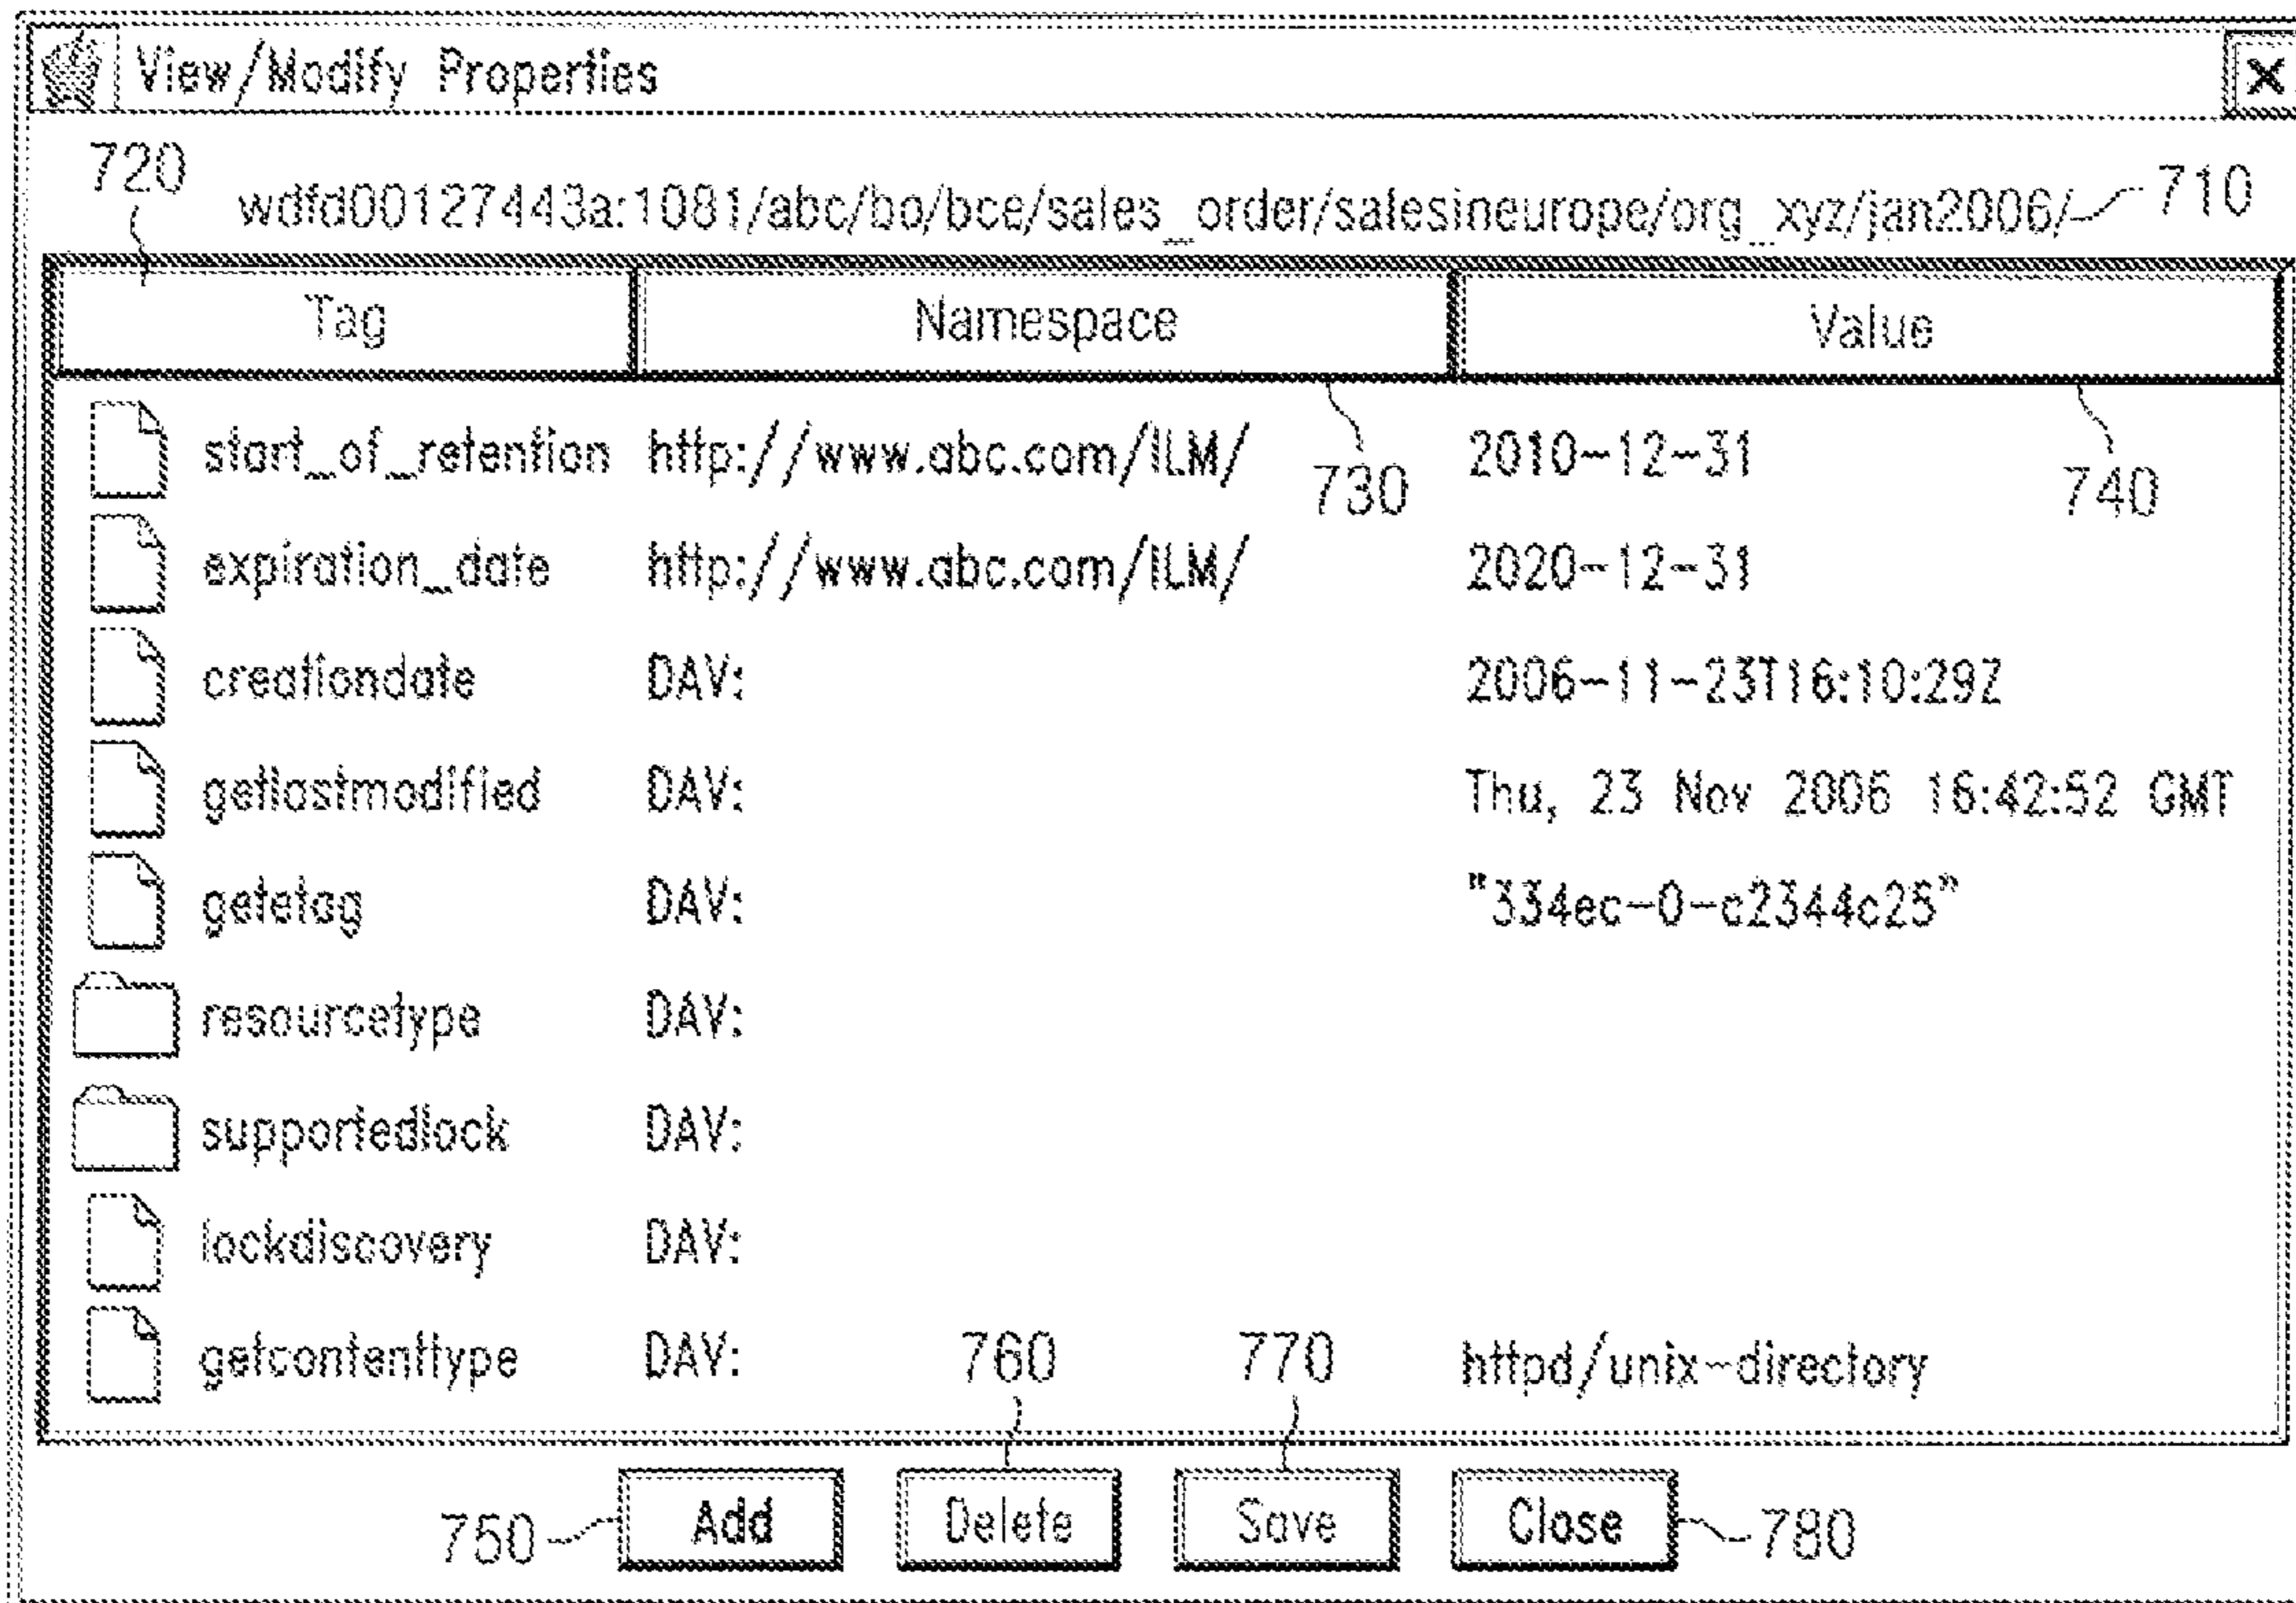 View/Modify Properties
720
wdfd00127443a:1081/abc/bo/bce/sales_order/salesineurope/org_xyz/jan2006/ 710
Tag Namespace Value
start_of_retention http://www.abc.com/ILM/ 730 2010-12-31 740
expiration_date http://www.abc.com/ILM/ 2020-12-31
creationdate DAV: 2006-11-23T16:10:29Z
getlastmodified DAV: Thu, 23 Nov 2006 16:42:52 GMT
getetag DAV: "334ec-0-c2344c25"
resourcetype DAV:
supportedlock DAV:
lockdiscovery DAV:
getcontenttype DAV: 760 770 httpd/unix-directory
750 Add Delete Save Close 780